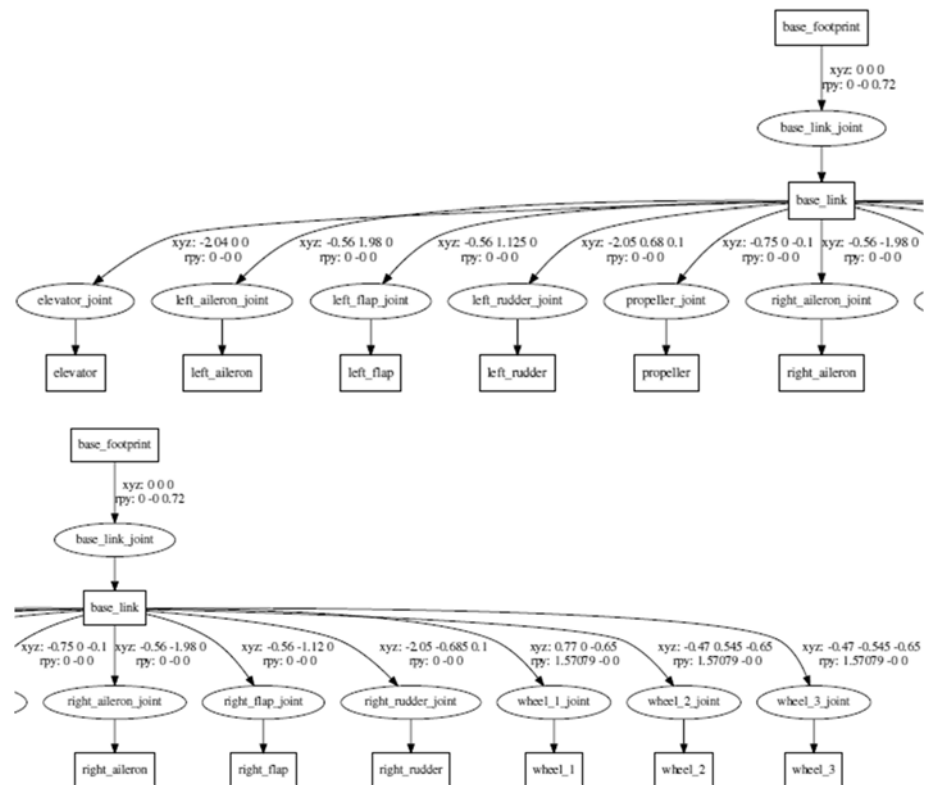 base_footprint
xyz: 0 0 0
rpy: 0 -0 0.72
base_link_joint
base_link
xyz: -2.04 0 0
rpy: 0 -0 0
xyz: -0.56 1.98 0
rpy: 0 -0 0
xyz: -0.56 1.125 0
rpy: 0 -0 0
xyz: -2.05 0.68 0.1
rpy: 0 -0 0
xyz: -0.75 0 -0.1
rpy: 0 -0 0
xyz: -0.56 -1.98 0
rpy: 0 -0 0
elevator_joint
left_aileron_joint
left_flap_joint
left_rudder_joint
propeller_joint
right_aileron_joint
elevator
left_aileron
left_flap
left_rudder
propeller
right_aileron
base_footprint
xyz: 0 0 0
rpy: 0 -0 0.72
base_link_joint
base_link
xyz: -0.75 0 -0.1
rpy: 0 -0 0
xyz: -0.56 -1.98 0
rpy: 0 -0 0
xyz: -0.56 -1.12 0
rpy: 0 -0 0
xyz: -2.05 -0.685 0.1
rpy: 0 -0 0
xyz: 0.77 0 -0.65
rpy: 1.57079 -0 0
xyz: -0.47 0.545 -0.65
rpy: 1.57079 -0 0
xyz: -0.47 -0.545 -0.65
rpy: 1.57079 -0 0
right_aileron_joint
right_flap_joint
right_rudder_joint
wheel_1_joint
wheel_2_joint
wheel_3_joint
right_aileron
right_flap
right_rudder
wheel_1
wheel_2
wheel_3